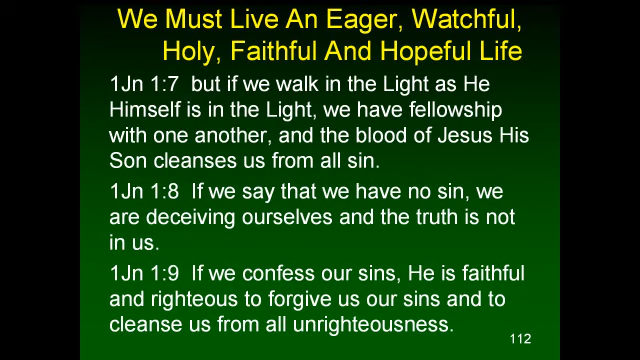 We Must Live An Eager, Watchful,
Holy, Faithful And Hopeful Life
1Jn 1:7  but if we walk in the Light as He
Himself is in the Light, we have fellowship
with one another, and the blood of Jesus His
Son cleanses us from all sin.
1Jn 1:8  If we say that we have no sin, we
are deceiving ourselves and the truth is not
in us.
1Jn 1:9  If we confess our sins, He is faithful
and righteous to forgive us our sins and to
cleanse us from all unrighteousness.
112